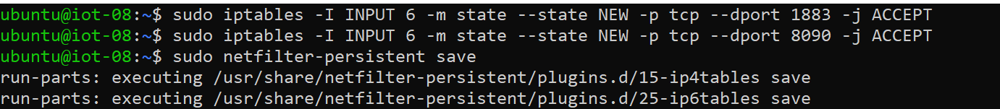 ubuntu@iot-08:~$ sudo iptables -I INPUT 6 -m state --state NEW -p tcp --dport 1883 -j ACCEPT
ubuntu@iot-08:~$ sudo iptables -I INPUT 6 -m state --state NEW -p tcp --dport 8090 -j ACCEPT
ubuntu@iot-08:~$ sudo netfilter-persistent save
run-parts: executing /usr/share/netfilter-persistent/plugins.d/15-ip4tables save
run-parts: executing /usr/share/netfilter-persistent/plugins.d/25-ip6tables save